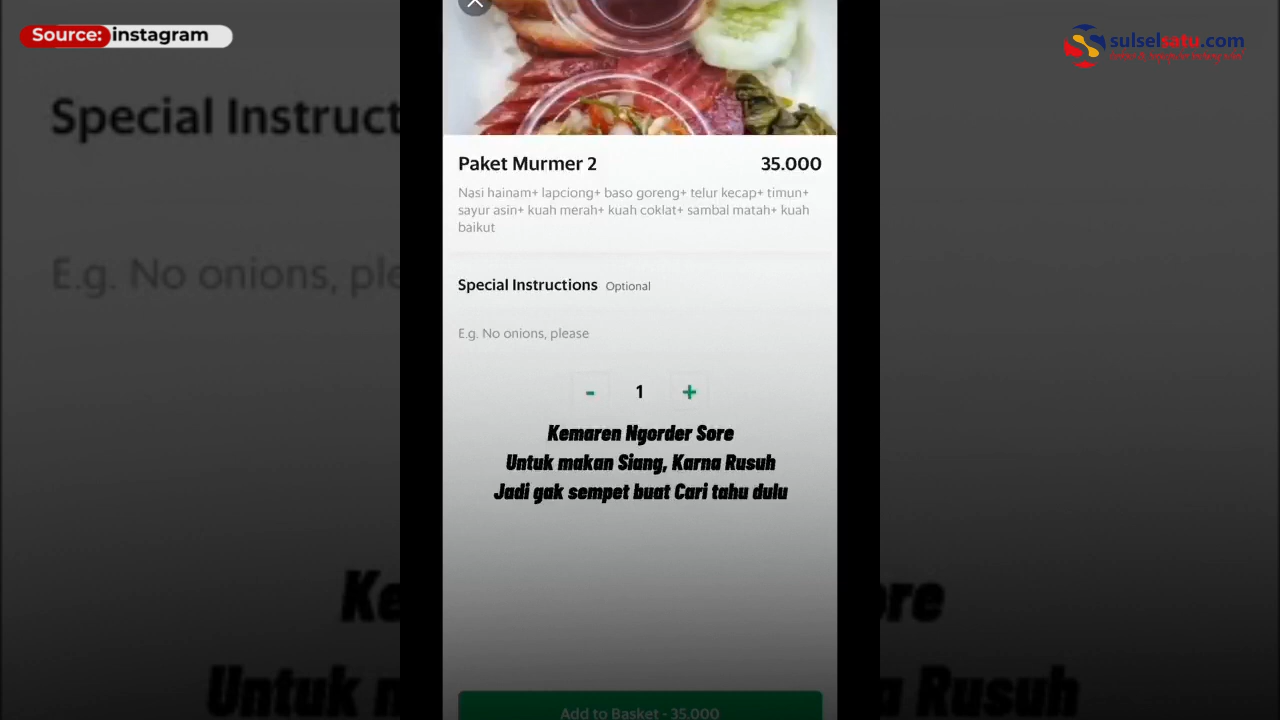 Source: instagram
sulselsatu.com
Special Instruct
Paket Murmer 2 35.000
Nasi hainam+ lapciong+ baso goreng+ telur kecap+ timun+
sayur asin+ kuah merah+ kuah coklat+ sambal matah+ kuah
baikut
E.g. No onions, ple
Special Instructions Optional
E.g. No onions, please
- 1 +
Kemaren Ngorder Sore
Untuk makan Siang, Karna Rusuh
Jadi gak sempet buat Cari tahu dulu
Ke ore
Untuk n a Rusuh
Add to Basket - 35.000